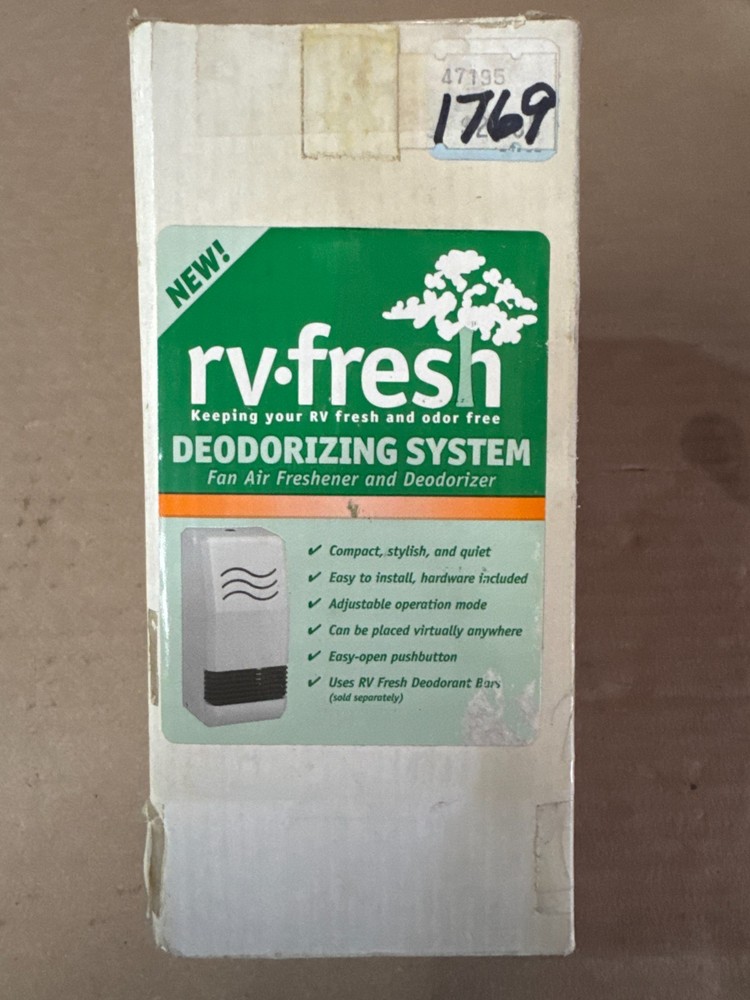 47195
1769
NEW!
rv·fresh
Keeping your RV fresh and odor free
DEODORIZING SYSTEM
Fan Air Freshener and Deodorizer
✔ Compact, stylish, and quiet
✔ Easy to install, hardware included
✔ Adjustable operation mode
✔ Can be placed virtually anywhere
✔ Easy-open pushbutton
✔ Uses RV Fresh Deodorant Bars
(sold separately)